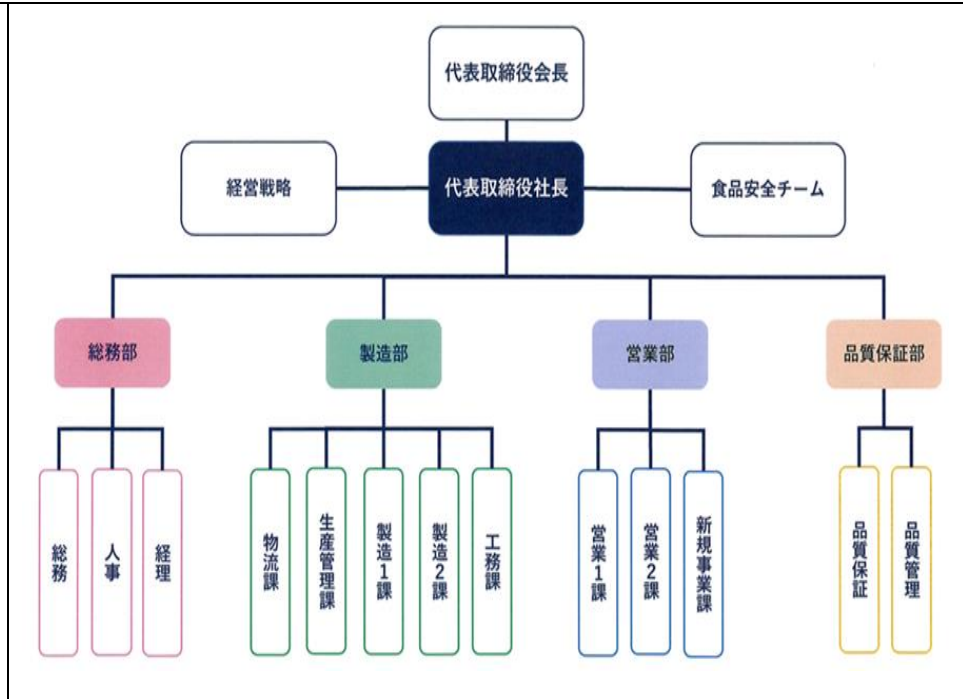 代表取締役会長
経営戦略
代表取締役社長
食品安全チーム
総務部
製造部
営業部
品質保証部
総務
人事
経理
物流課
生産管理課
製造1課
製造2課
工務課
営業1課
営業2課
新規事業課
品質保証
品質管理